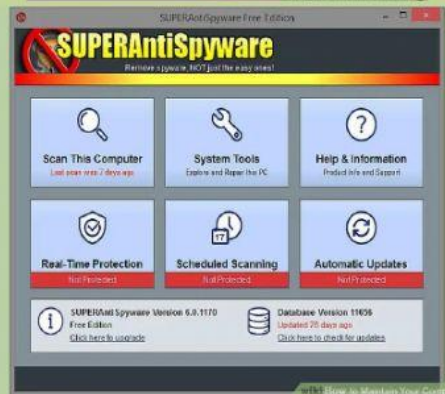 SUPERAntiSpyware Free Edition
SUPERAntiSpyware
Remove spyware, NOT just the easy ones!
Scan This Computer
Last scan was 7 days ago
System Tools
Explore and Repair the PC
Help & Information
Product Info and Support
Real-Time Protection
Not Protected
Scheduled Scanning
Not Protected
Automatic Updates
Not Protected
17
SUPERAntiSpyware Version 6.0.1170
Free Edition
Click here to upgrade
Database Version 11656
Updated 28 days ago
Click here to check for updates
wikiHow to Maintain Your